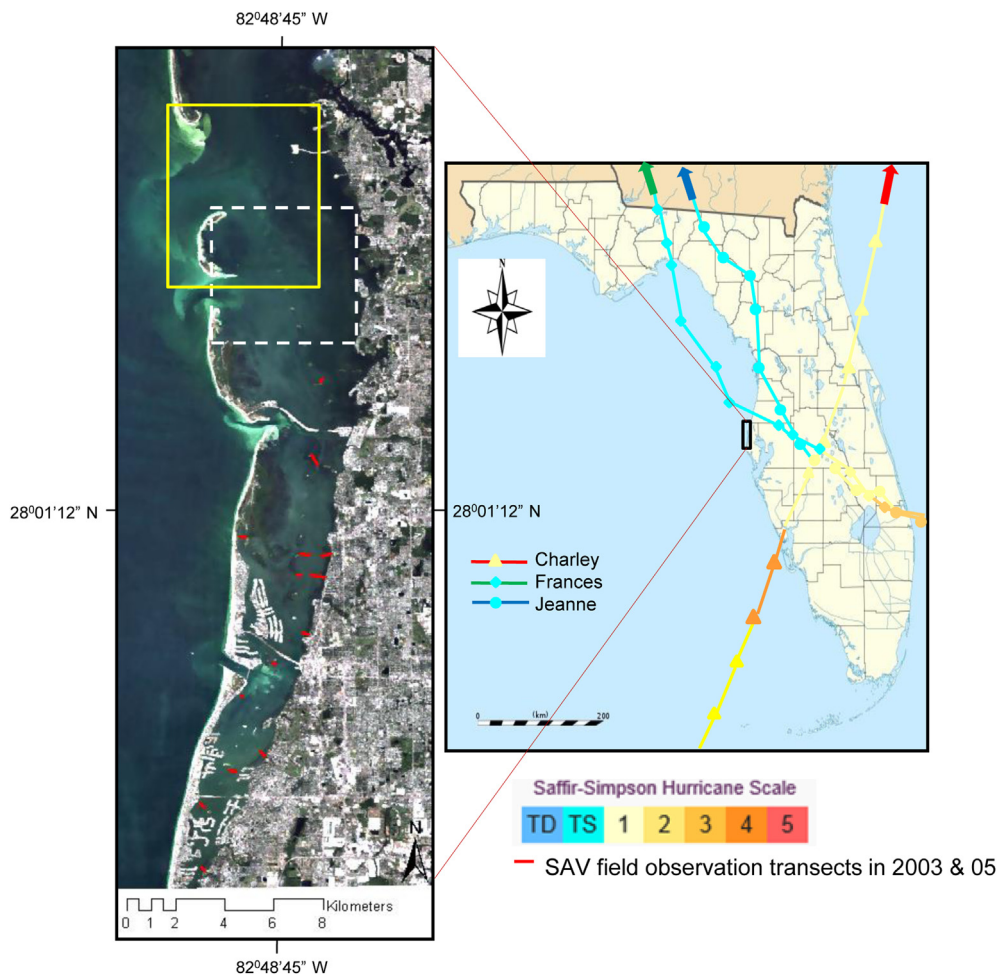 82⁰48'45" W
28⁰01'12" N
28⁰01'12" N
N
Charley
Frances
Jeanne
0 (km) 200
Saffir-Simpson Hurricane Scale
TD TS 1 2 3 4 5
SAV field observation transects in 2003 & 05
N
Kilometers
0 1 2 4 6 8
82⁰48'45" W